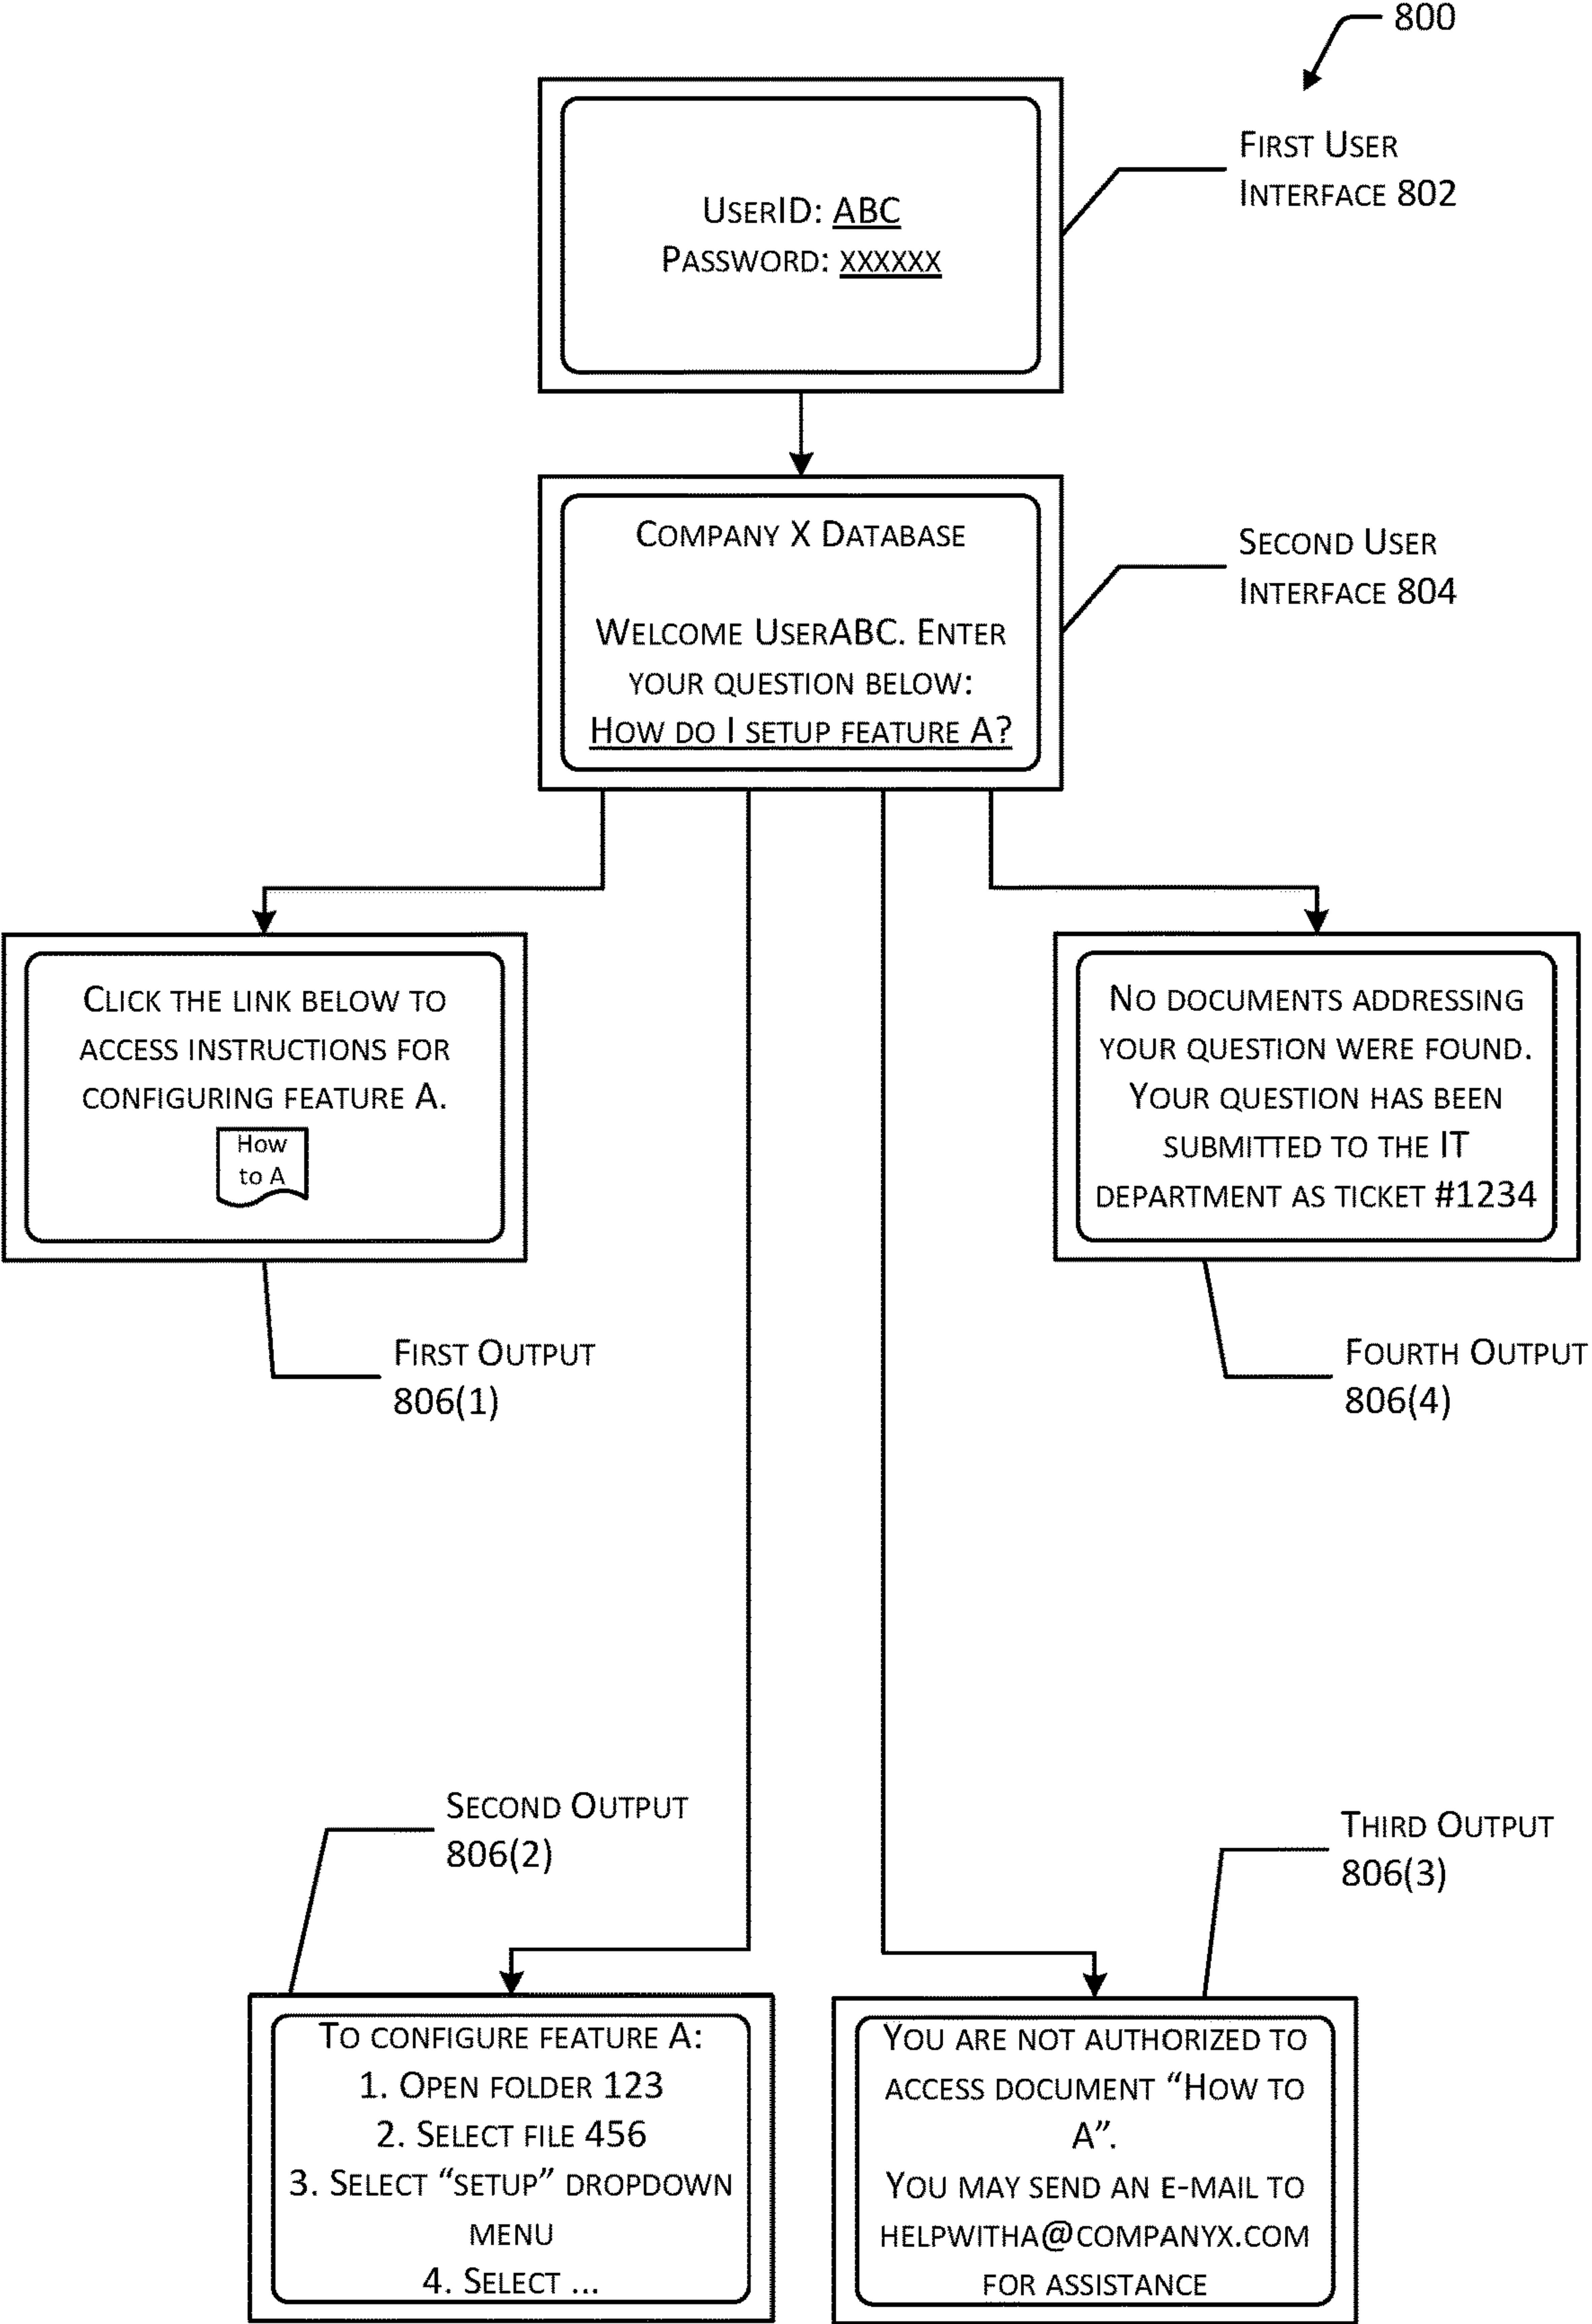 800
First User
Interface 802
UserID: ABC
Password: xxxxxx
Company X Database
Second User
Interface 804
Welcome UserABC. Enter
your question below:
How do I setup feature A?
Click the link below to
access instructions for
configuring feature A.
How
to A
No documents addressing
your question were found.
Your question has been
submitted to the IT
department as ticket #1234
First Output
806(1)
Fourth Output
806(4)
Second Output
806(2)
Third Output
806(3)
To configure feature A:
1. Open folder 123
2. Select file 456
3. Select “setup” dropdown
menu
4. Select ...
You are not authorized to
access document “How to
A”.
You may send an e-mail to
helpwitha@companyx.com
for assistance